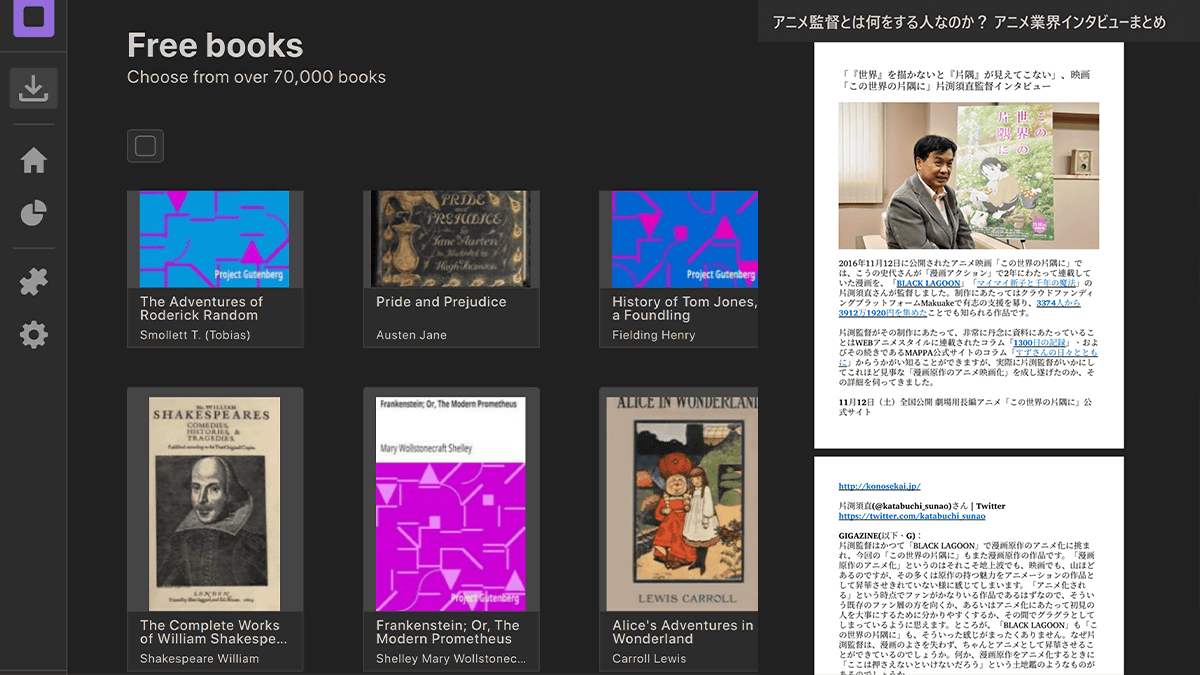 Free books
Choose from over 70,000 books
PRIDE
PREJUDICE
Jane Austen
Hugh Thomson
Project Gutenberg
The Adventures of
Roderick Random
Smollett T. (Tobias)
Pride and Prejudice
Austen Jane
Project Gutenberg
History of Tom Jones,
a Foundling
Fielding Henry
Mr. WILLIAM
SHAKESPEARES
COMEDIES,
HISTORIES, &
TRAGEDIES.
LONDON
The Complete Works
of William Shakespe...
Shakespeare William
Frankenstein; Or, The Modern Prometheus
Mary Wollstonecraft Shelley
Project Gutenberg
Frankenstein; Or, The
Modern Prometheus
Shelley Mary Wollstonec...
ALICE IN WONDERLAN
LEWIS CARROLL
Alice's Adventures in
Wonderland
Carroll Lewis
アニメ監督とは何をする人なのか？ アニメ業界インタビューまとめ
「『世界』を描かないと『片隅』が見えてこない」、映画
「この世界の片隅に」片渕須直監督インタビュー
この
世界の
片隅に
2016年11月12日に公開されたアニメ映画「この世界の片隅に」で
は、こうの史代さんが「漫画アクション」で2年にわたって連載して
いた漫画を、「BLACK LAGOON」「マイマイ新子と千年の魔法」の
片渕須直さんが監督しました。制作にあたってはクラウドファンディ
ングプラットフォームMakuakeで有志の支援を募り、3374人から
3912万1920円を集めたことでも知られる作品です。
片渕監督がその制作にあたって、非常に丹念に資料にあたっているこ
とはWEBアニメスタイルに連載されたコラム「1300日の記録」、およ
びその続きであるMAPPA公式サイトのコラム「すずさんの日々ととも
に」からうかがい知ることができますが、実際に片渕監督がいかにし
てこれほど見事な「漫画原作のアニメ映画化」を成し遂げたのか、そ
の詳細を伺ってきました。
11月12日（土）全国公開 劇場用長編アニメ「この世界の片隅に」公
式サイト
http://konosekai.jp/
片渕須直(@katabuchi_sunao)さん | Twitter
https://twitter.com/katabuchi_sunao
GIGAZINE(以下、G)：
片渕監督はかつて「BLACK LAGOON」で漫画原作のアニメ化に挑ま
れ、今回の「この世界の片隅に」もまた漫画原作の作品です。「漫画
原作のアニメ化」というのはそれこそ地上波でも、映画でも、山ほど
あるのですが、その多くは原作の持つ魅力をアニメーションの作品と
して昇華させきれていない様に感じてしまいます。「アニメ化され
る」という時点でファンがかなりいる作品であるはずなので、そうい
う既存のファン層の方を向くか、あるいはアニメ化にあたって初見の
人を大事にするために分かりやすくするか、その間でグラグラとして
しまっているように思えます。ところが、「BLACK LAGOON」も「こ
の世界の片隅に」も、そういった感じがまったくありません。なぜ片
渕監督は、漫画のよさを失わず、ちゃんとアニメとして昇華させるこ
とができているのでしょうか。何か、漫画原作をアニメ化するときに
「ここは押さえないといけないだろう」という土地鑑のようなものが
あるのでしょうか